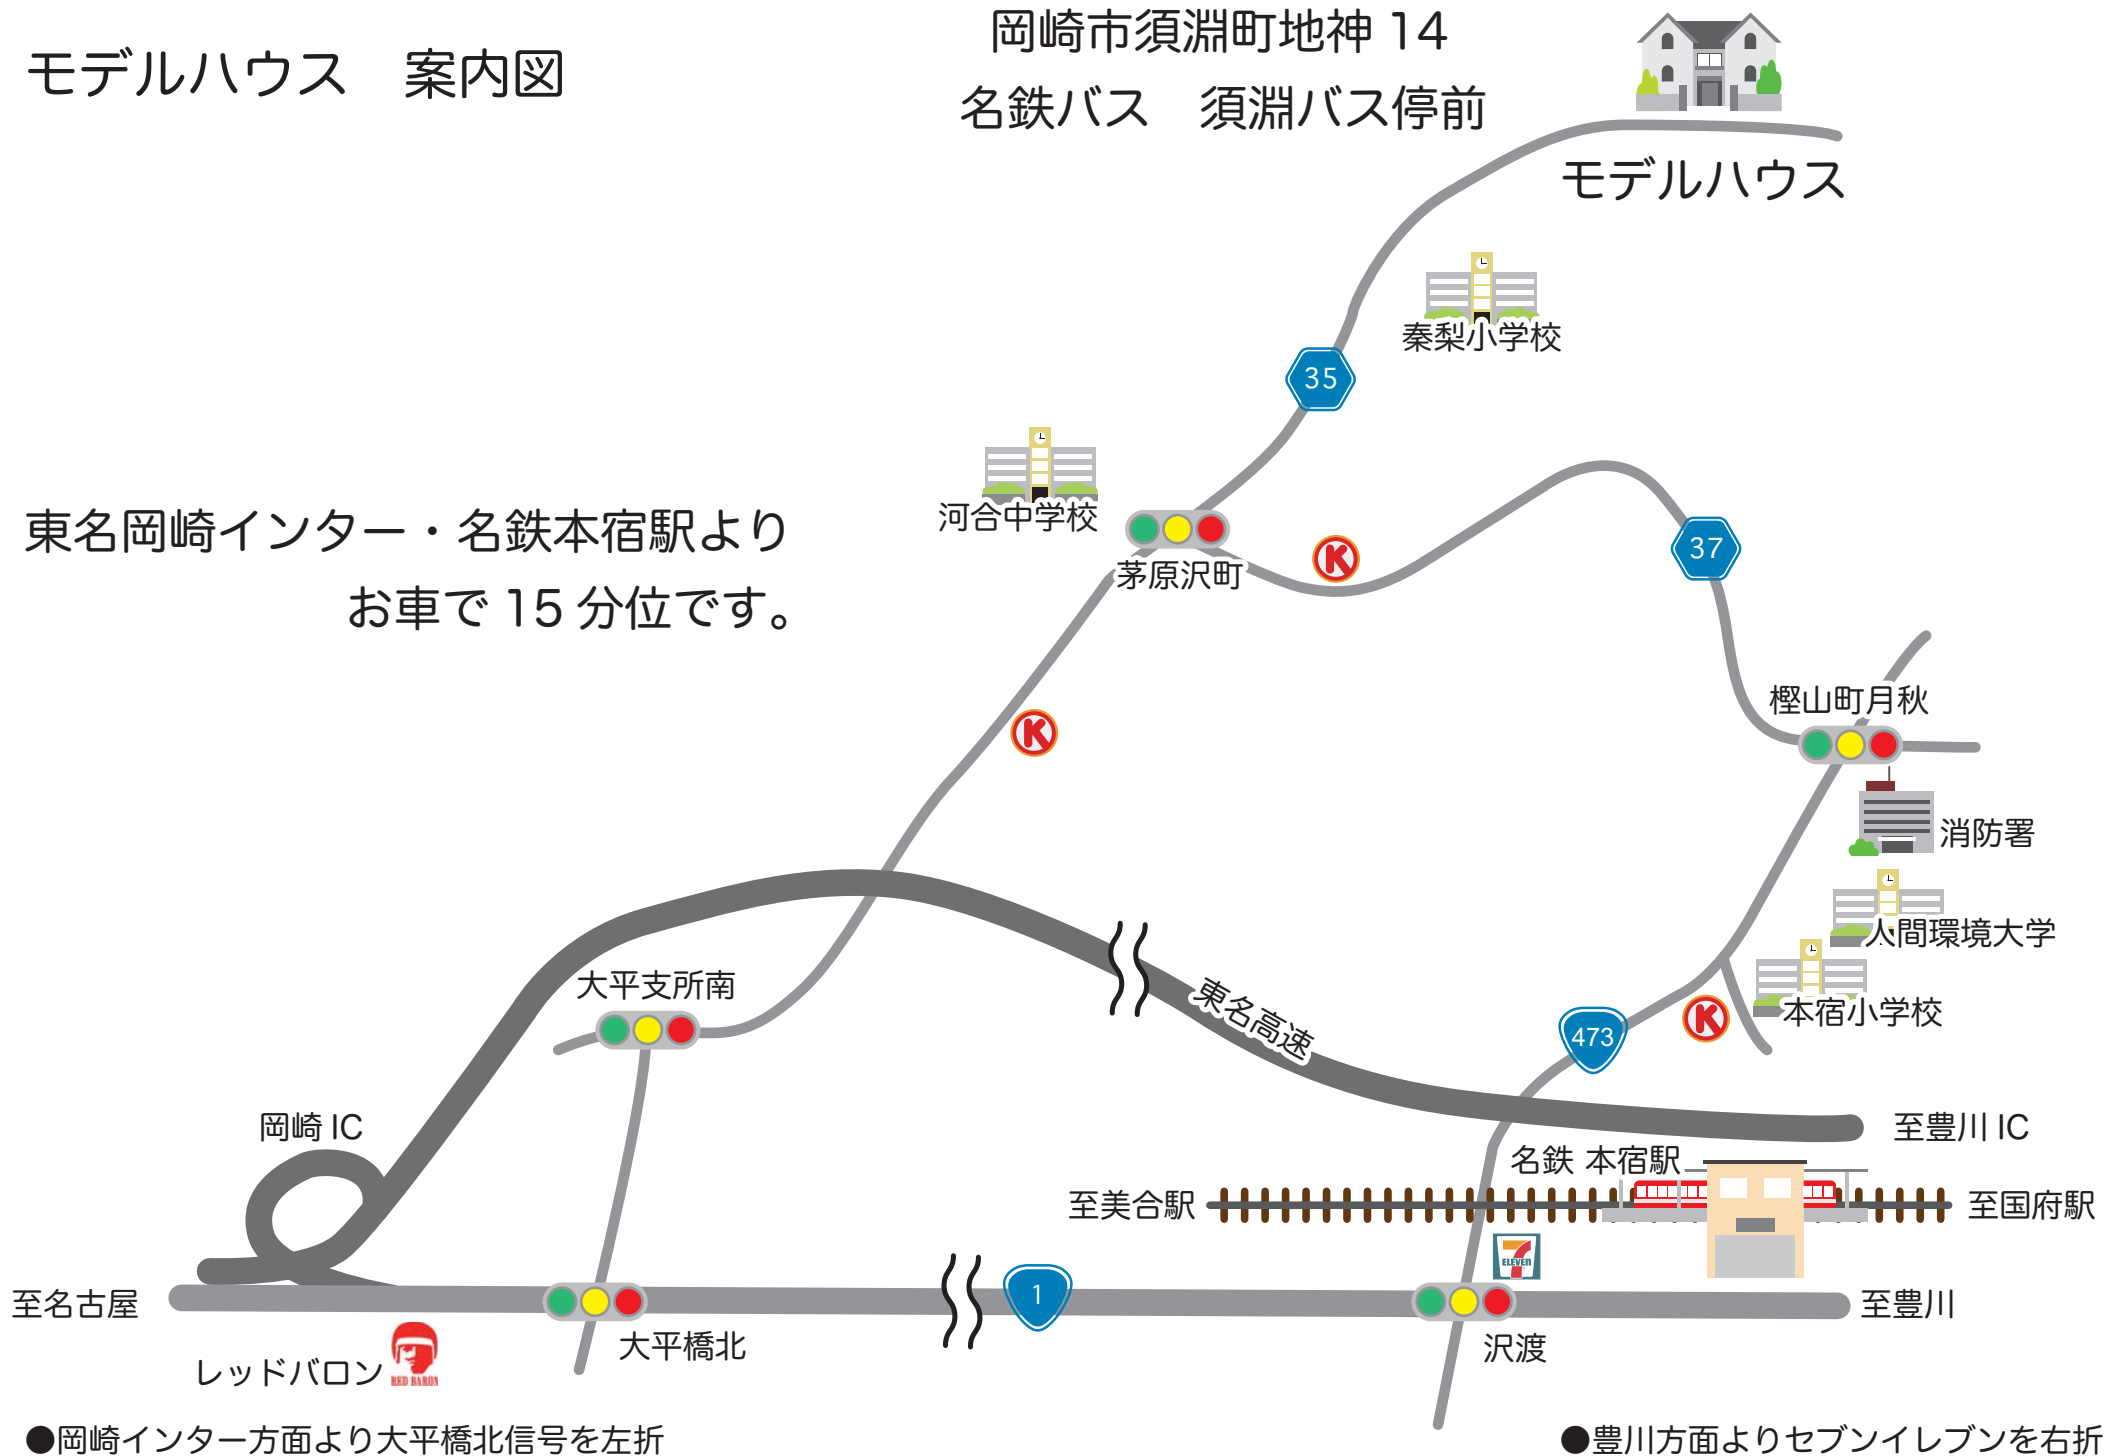 モデルハウス　案内図
岡崎市須淵町地神 14
名鉄バス　須淵バス停前
モデルハウス
秦梨小学校
35
河合中学校
東名岡崎インター・名鉄本宿駅より
お車で 15 分位です。
茅原沢町
K
37
K
樫山町月秋
消防署
人間環境大学
本宿小学校
K
大平支所南
東名高速
473
岡崎 IC
至豊川 IC
名鉄 本宿駅
至美合駅
至国府駅
7
ELEVEN
至名古屋
1
至豊川
大平橋北
沢渡
レッドバロン
RED BARON
●岡崎インター方面より大平橋北信号を左折
●豊川方面よりセブンイレブンを右折